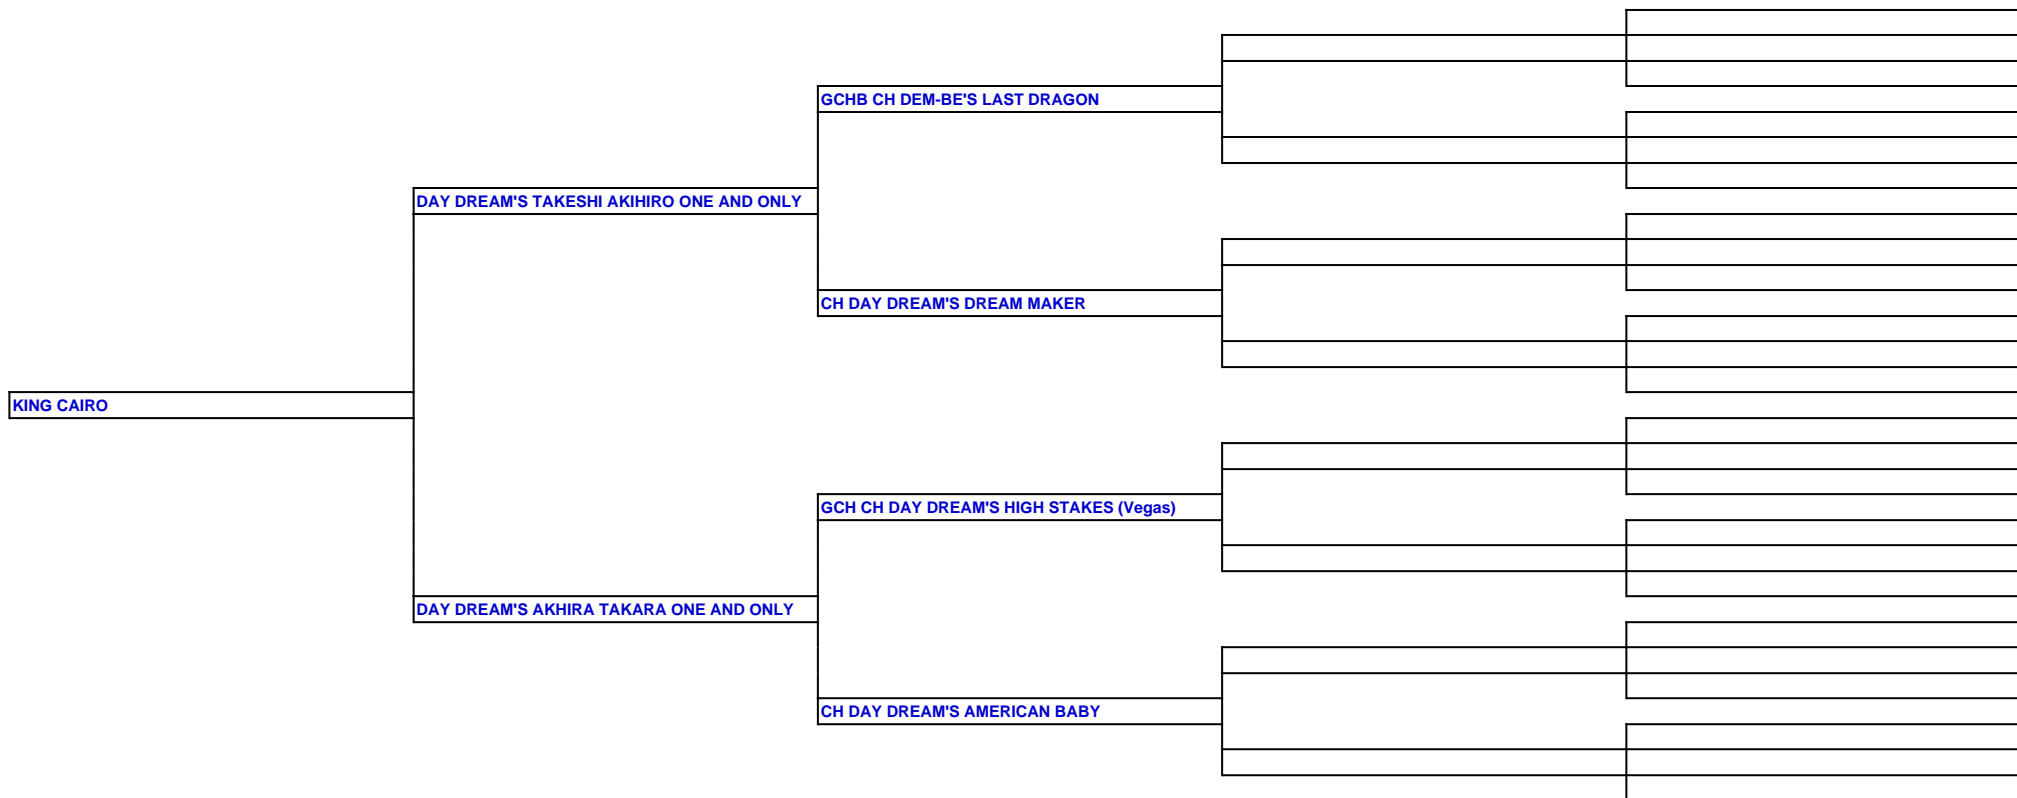 GCHB CH DEM-BE'S LAST DRAGON
DAY DREAM'S TAKESHI AKIHIRO ONE AND ONLY
CH DAY DREAM'S DREAM MAKER
KING CAIRO
GCH CH DAY DREAM'S HIGH STAKES (Vegas)
DAY DREAM'S AKHIRA TAKARA ONE AND ONLY
CH DAY DREAM'S AMERICAN BABY